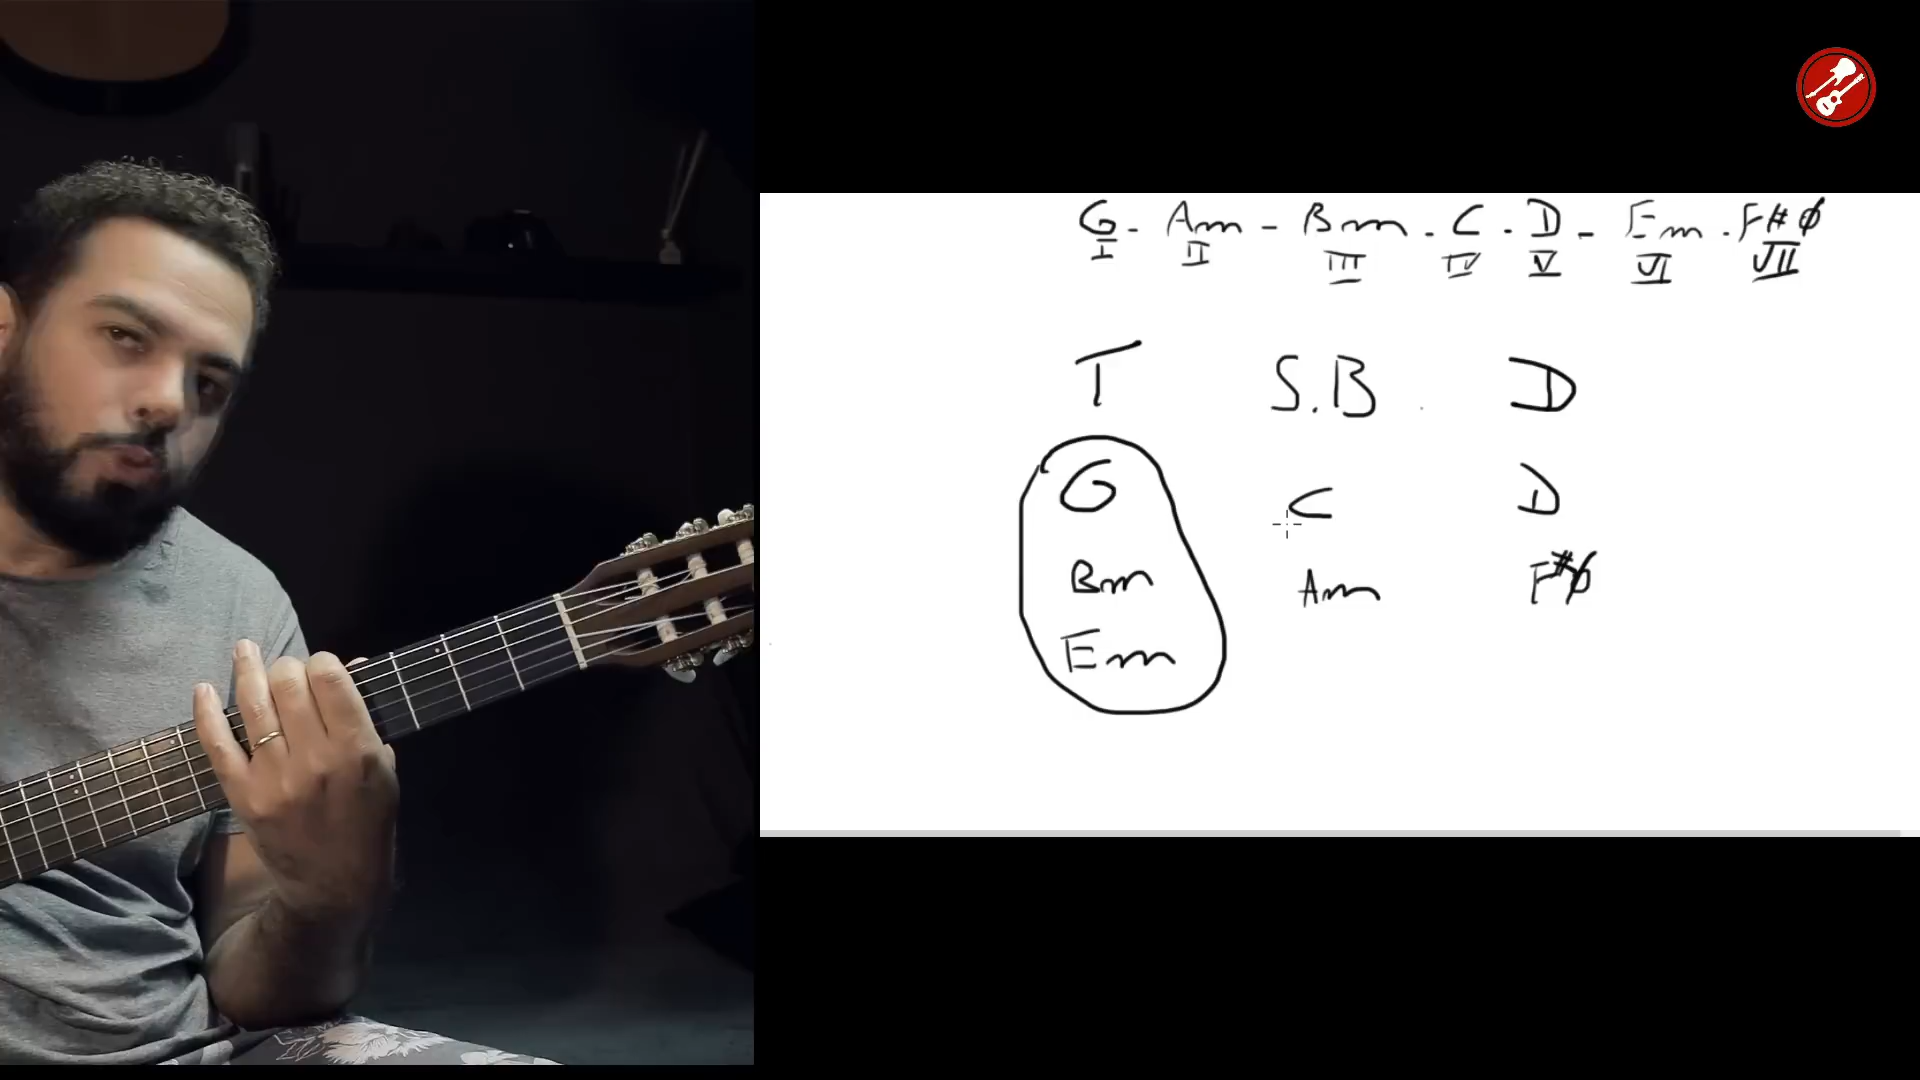 G - Am - Bm - C - D - Em - F#ø
I II III IV V VI VII
T S.B D
G C D
Bm Am F#ø
Em